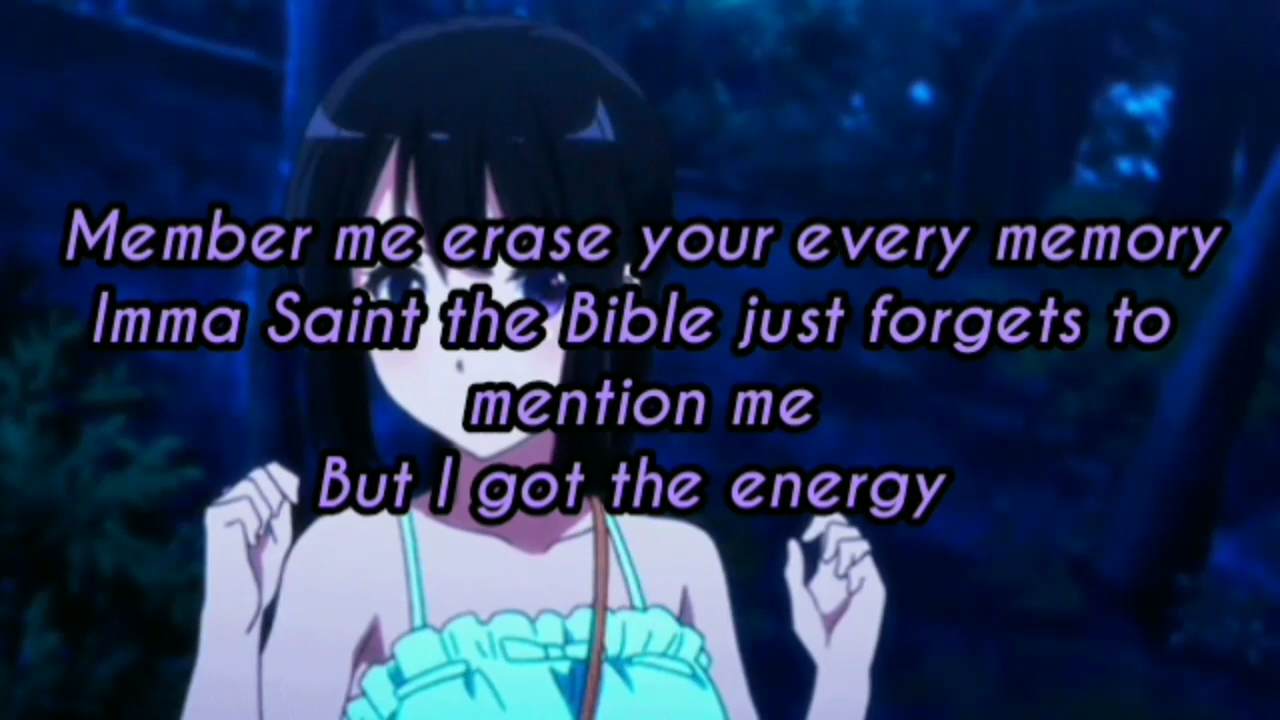 Member me erase your every memory
Imma Saint the Bible just forgets to
mention me
But I got the energy